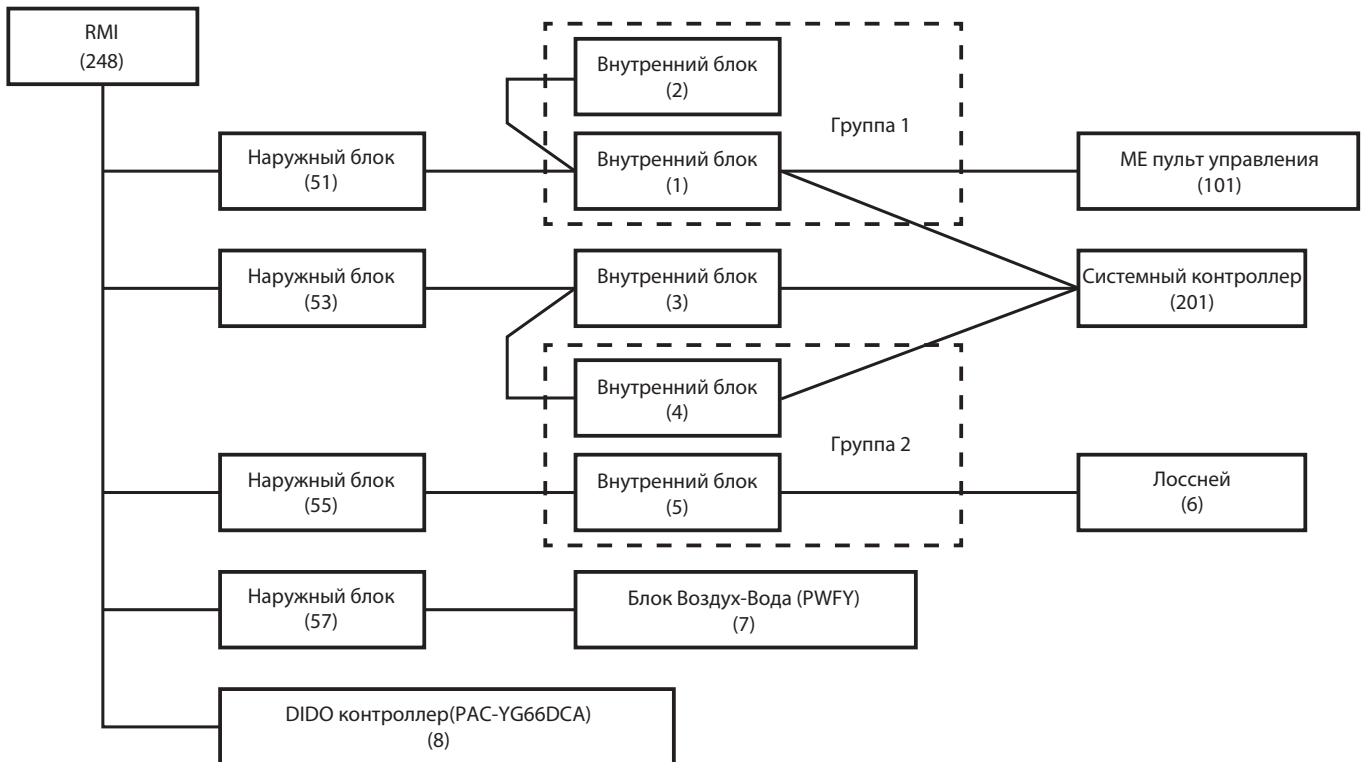 RMI
(248)
Внутренний блок
(2)
Группа 1
Наружный блок
(51)
Внутренний блок
(1)
ME пульт управления
(101)
Наружный блок
(53)
Внутренний блок
(3)
Системный контроллер
(201)
Внутренний блок
(4)
Группа 2
Наружный блок
(55)
Внутренний блок
(5)
Лоссней
(6)
Наружный блок
(57)
Блок Воздух-Вода (PWFY)
(7)
DIDO контроллер(PAC-YG66DCA)
(8)